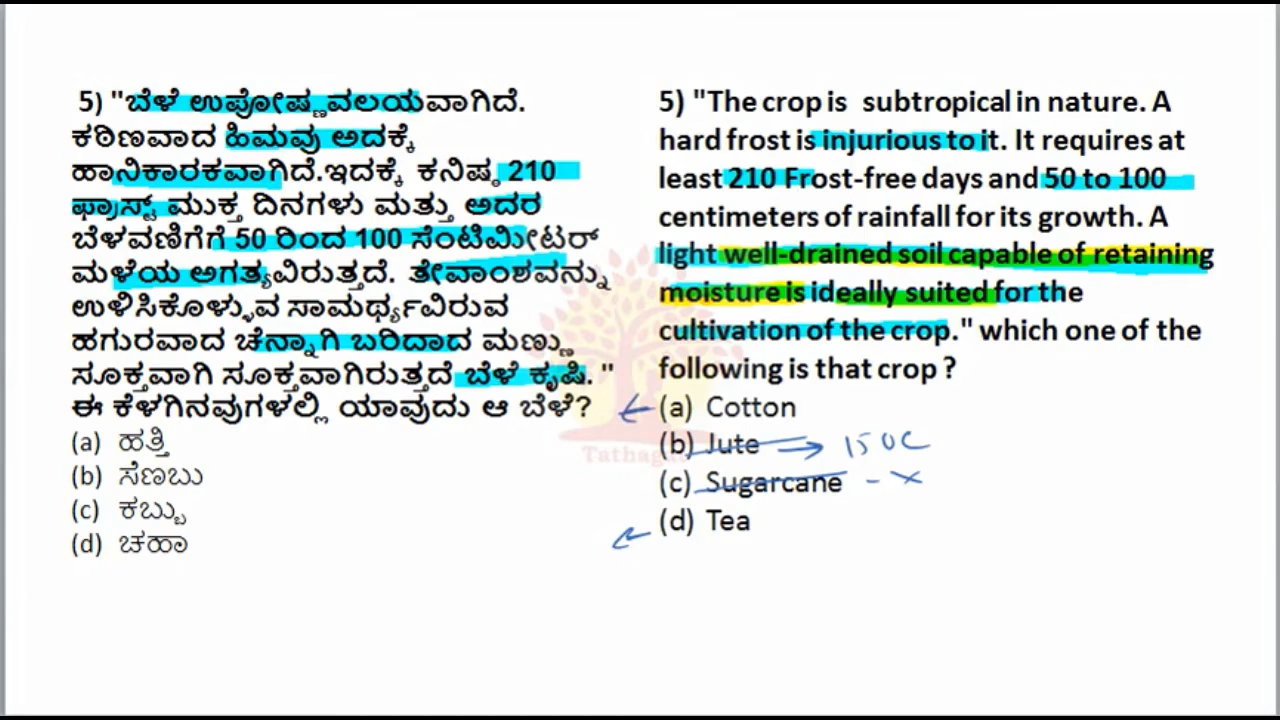 5) "ಬೆಳೆ ಉಪೋಷ್ಣವಲಯವಾಗಿದೆ.
ಕಠಿಣವಾದ ಹಿಮವು ಅದಕ್ಕೆ
ಹಾನಿಕಾರಕವಾಗಿದೆ.ಇದಕ್ಕೆ ಕನಿಷ್ಠ 210
ಫ್ರಾಸ್ಟ್ ಮುಕ್ತ ದಿನಗಳು ಮತ್ತು ಅದರ
ಬೆಳವಣಿಗೆಗೆ 50 ರಿಂದ 100 ಸೆಂಟಿಮೀಟರ್
ಮಳೆಯ ಅಗತ್ಯವಿರುತ್ತದೆ. ತೇವಾಂಶವನ್ನು
ಉಳಿಸಿಕೊಳ್ಳುವ ಸಾಮರ್ಥ್ಯವಿರುವ
ಹಗುರವಾದ ಚೆನ್ನಾಗಿ ಬರಿದಾದ ಮಣ್ಣು
ಸೂಕ್ತವಾಗಿ ಸೂಕ್ತವಾಗಿರುತ್ತದೆ ಬೆಳೆ ಕೃಷಿ. "
ಈ ಕೆಳಗಿನವುಗಳಲ್ಲಿ ಯಾವುದು ಆ ಬೆಳೆ?
(a) ಹತ್ತಿ
(b) ಸೆಣಬು
(c) ಕಬ್ಬು
(d) ಚಹಾ
5) "The crop is subtropical in nature. A
hard frost is injurious to it. It requires at
least 210 Frost-free days and 50 to 100
centimeters of rainfall for its growth. A
light well-drained soil capable of retaining
moisture is ideally suited for the
cultivation of the crop." which one of the
following is that crop ?
(a) Cotton
(b) Jute → 150C
(c) Sugarcane - x
(d) Tea